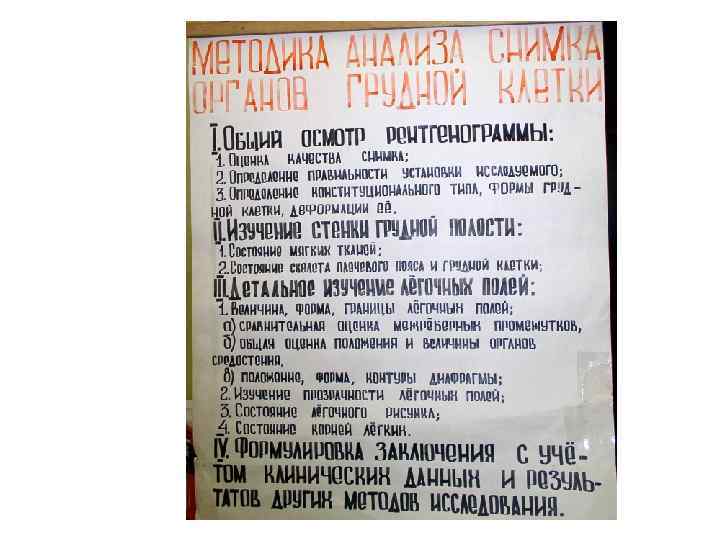 МЕТОДИКА АНАЛИЗА СНИМКА
ОРГАНОВ ГРУДНОЙ КЛЕТКИ
I. ОБЩИЙ ОСМОТР РЕНТГЕНОГРАММЫ:
1. ОЦЕНКА КАЧЕСТВА СНИМКА;
2. ОПРЕДЕЛЕНИЕ ПРАВИЛЬНОСТИ УСТАНОВКИ ИССЛЕДУЕМОГО;
3. ОПРЕДЕЛЕНИЕ КОНСТИТУЦИОНАЛЬНОГО ТИПА, ФОРМЫ ГРУД-
НОЙ КЛЕТКИ, ДЕФОРМАЦИИ ЕЁ.
II. ИЗУЧЕНИЕ СТЕНКИ ГРУДНОЙ ПОЛОСТИ:
1. СОСТОЯНИЕ МЯГКИХ ТКАНЕЙ;
2. СОСТОЯНИЕ СКЕЛЕТА ПЛЕЧЕВОГО ПОЯСА И ГРУДНОЙ КЛЕТКИ;
III. ДЕТАЛЬНОЕ ИЗУЧЕНИЕ ЛЁГОЧНЫХ ПОЛЕЙ:
1. ВЕЛИЧИНА, ФОРМА, ГРАНИЦЫ ЛЁГОЧНЫХ ПОЛЕЙ;
а) СРАВНИТЕЛЬНАЯ ОЦЕНКА МЕЖРЁБЕРНЫХ ПРОМЕЖУТКОВ,
б) ОБЩАЯ ОЦЕНКА ПОЛОЖЕНИЯ И ВЕЛИЧИНЫ ОРГАНОВ
СРЕДОСТЕНИЯ.
в) ПОЛОЖЕНИЕ, ФОРМА, КОНТУРЫ ДИАФРАГМЫ;
2. ИЗУЧЕНИЕ ПРОЗРАЧНОСТИ ЛЁГОЧНЫХ ПОЛЕЙ;
3. СОСТОЯНИЕ ЛЁГОЧНОГО РИСУНКА;
4. СОСТОЯНИЕ КОРНЕЙ ЛЁГКИХ.
IV. ФОРМУЛИРОВКА ЗАКЛЮЧЕНИЯ С УЧЁ-
ТОМ КЛИНИЧЕСКИХ ДАННЫХ И РЕЗУЛЬ-
ТАТОВ ДРУГИХ МЕТОДОВ ИССЛЕДОВАНИЯ.